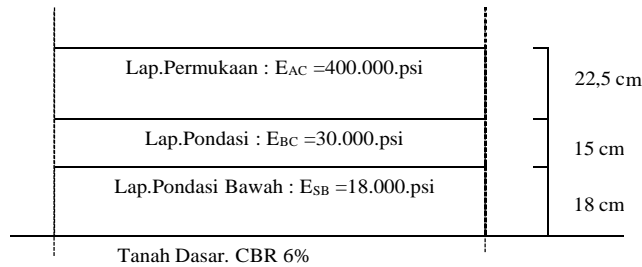 Lap.Permukaan : EAC =400.000.psi
22,5 cm
Lap.Pondasi : EBC =30.000.psi
15 cm
Lap.Pondasi Bawah : ESB =18.000.psi
18 cm
Tanah Dasar. CBR 6%